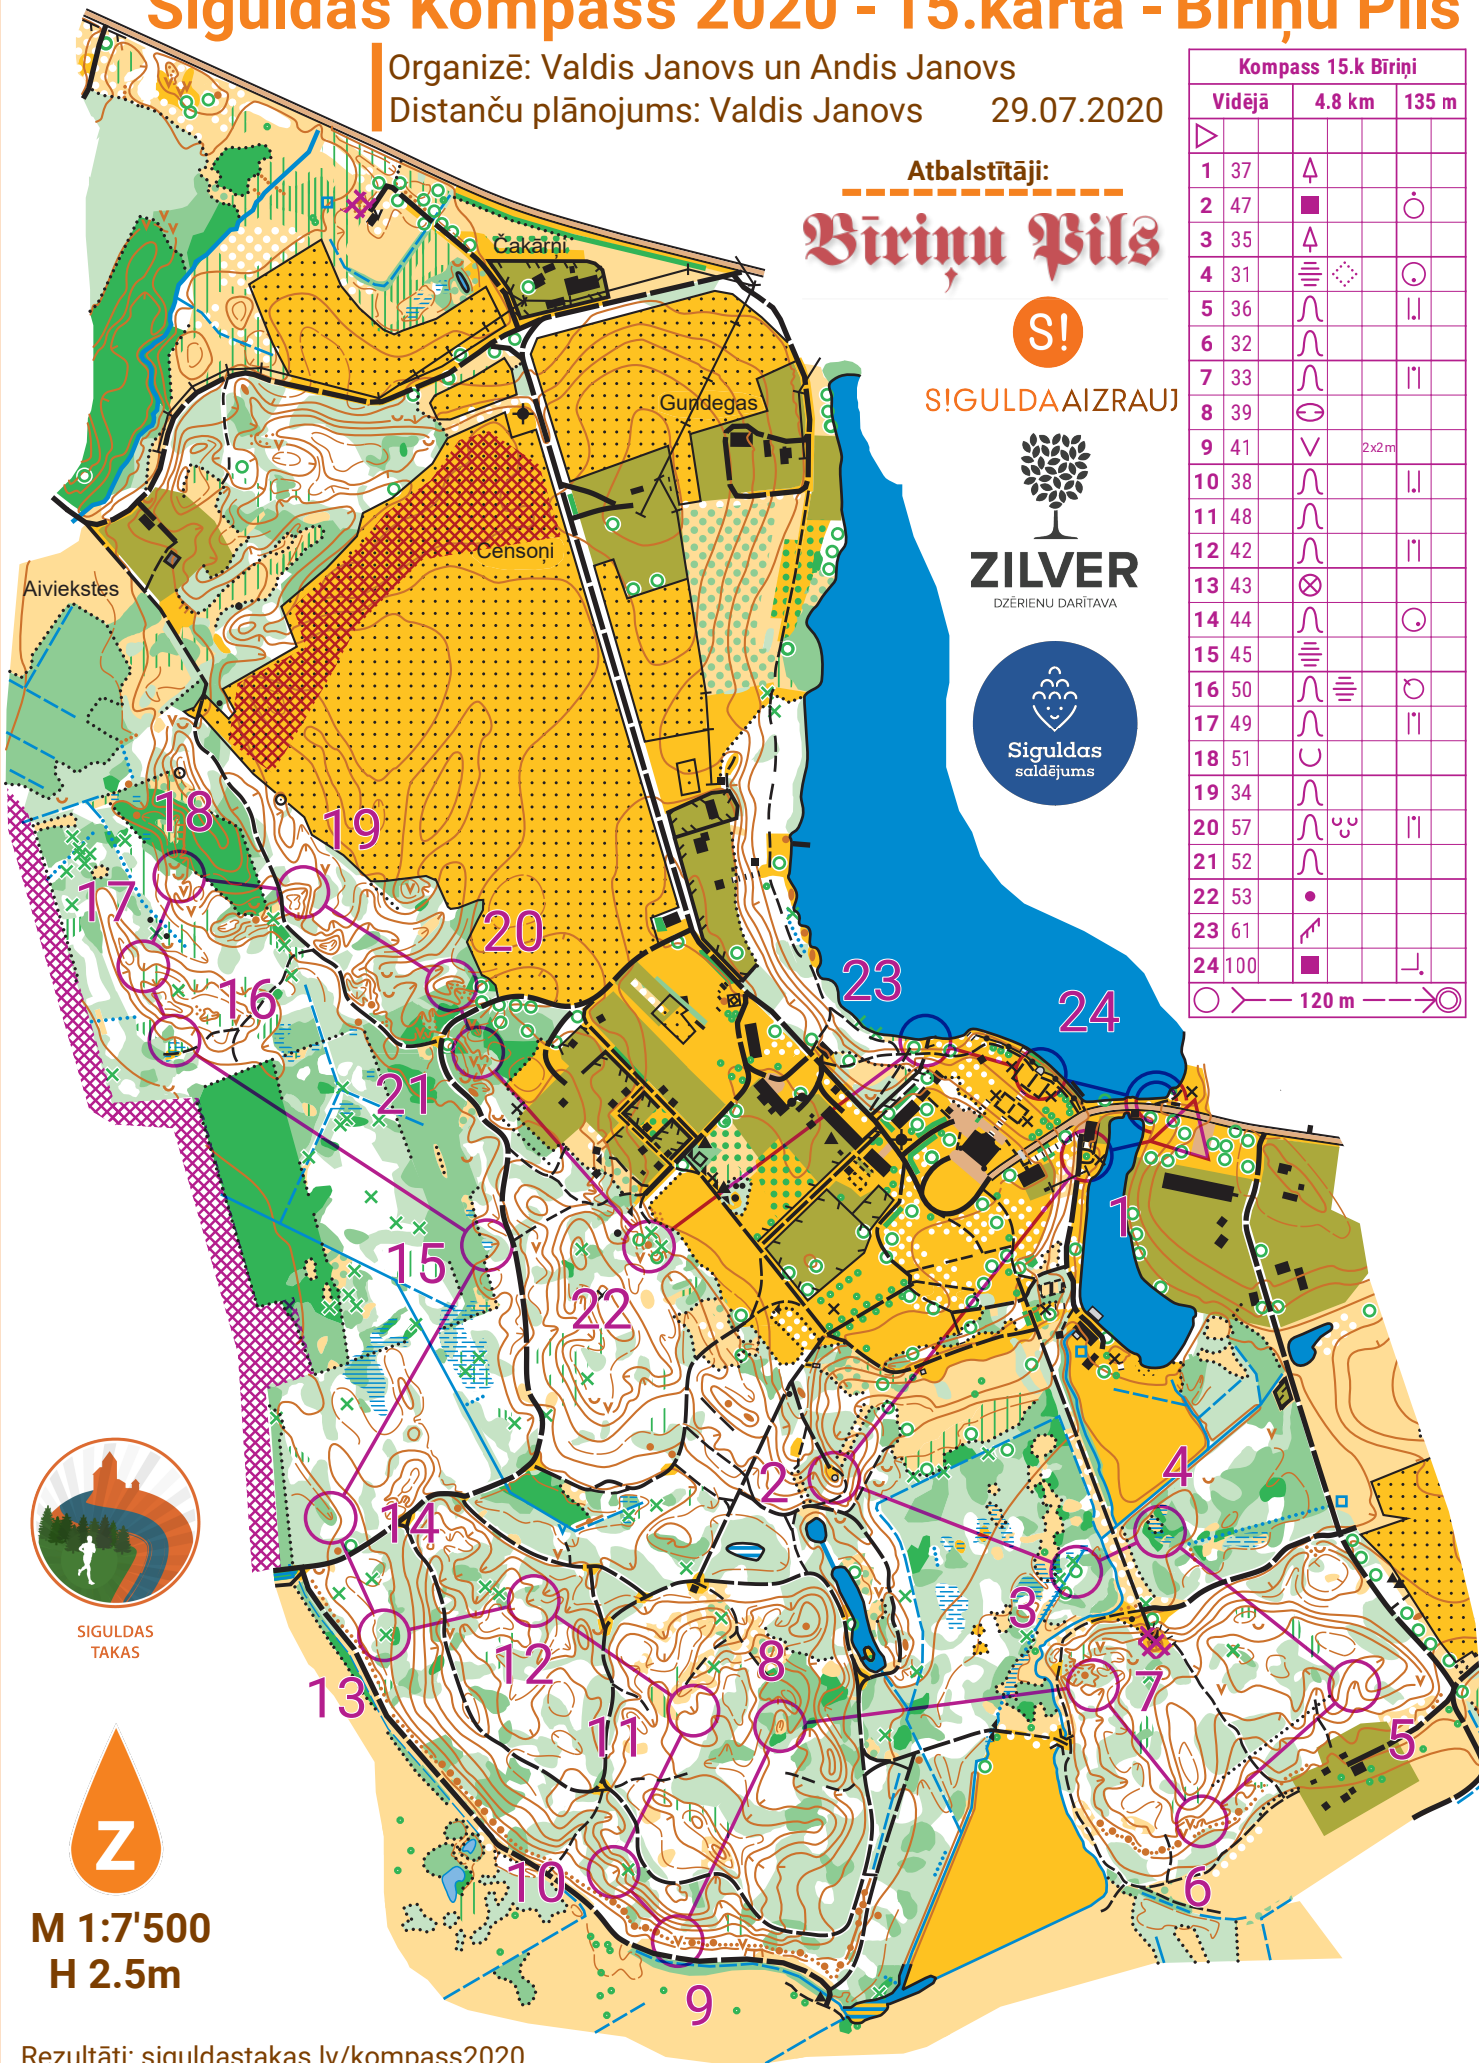 Siguldas Kompass 2020 - 15.kārta - Bīriņu Pils
Organizē: Valdis Janovs un Andis Janovs
Distanču plānojums: Valdis Janovs 29.07.2020
Atbalstītāji:
Bīriņu Pils
S!
S!GULDAAIZRAUJ
ZILVER
DZĒRIENU DARĪTAVA
Siguldas
saldējums
Kompass 15.k Bīriņi
Vidējā 4.8 km 135 m
1 37
2 47
3 35
4 31
5 36
6 32
7 33
8 39
9 41 2x2m
10 38
11 48
12 42
13 43
14 44
15 45
16 50
17 49
18 51
19 34
20 57
21 52
22 53
23 61
24 100
120 m
Čakārņi
Gundegas
Censoņi
Aiviekstes
18
19
17
20
16
23
24
21
1
15
22
2
4
14
3
12
8
7
13
11
5
10
6
9
SIGULDAS
TAKAS
Z
M 1:7'500
H 2.5m
Rezultāti: siguldastakas.lv/kompass2020